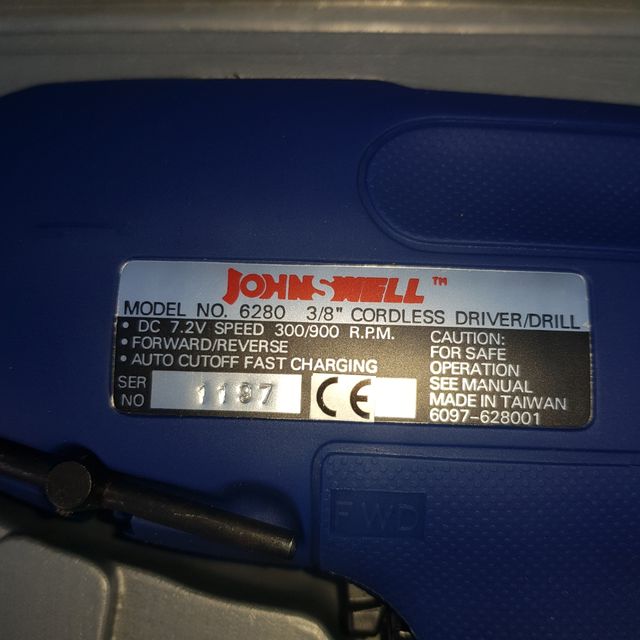 JOHNSWELL™
MODEL NO. 6280 3/8" CORDLESS DRIVER/DRILL
• DC 7.2V SPEED 300/900 R.P.M.
• FORWARD/REVERSE
• AUTO CUTOFF FAST CHARGING
SER NO 1197
CE
CAUTION:
FOR SAFE
OPERATION
SEE MANUAL
MADE IN TAIWAN
6097-628001
FWD